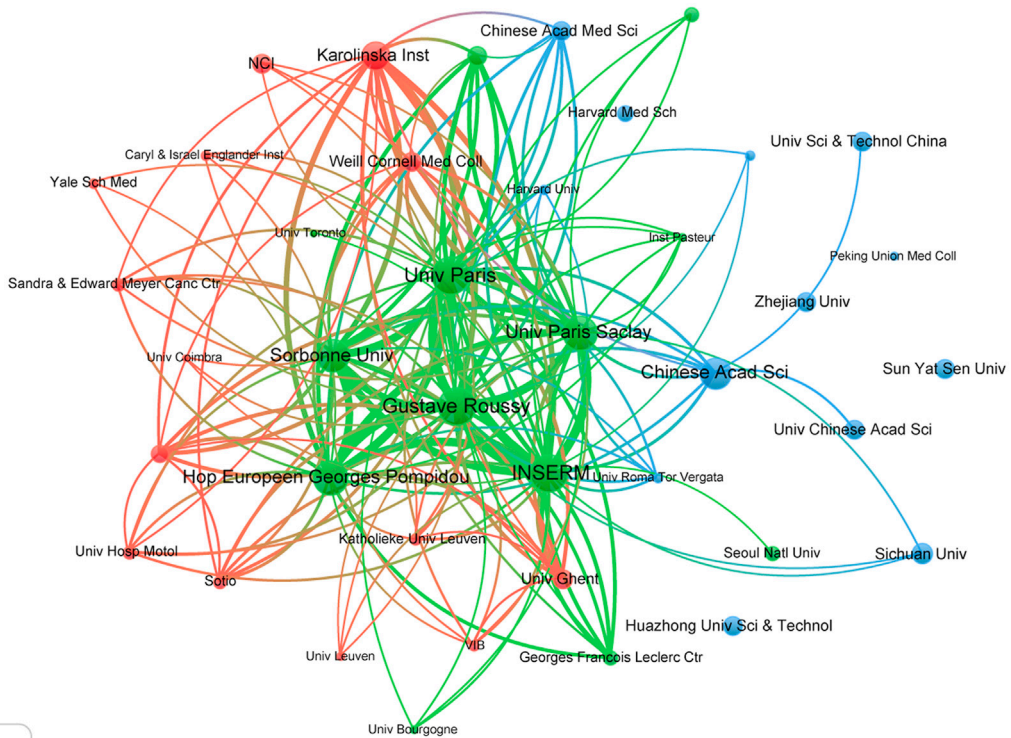 Chinese Acad Med Sci
Karolinska Inst
NCI
Harvard Med Sch
Univ Sci & Technol China
Caryl & Israel Englander Inst
Weill Cornell Med Coll
Yale Sch Med
Harvard Univ
Univ Toronto
Inst Pasteur
Peking Union Med Coll
Univ Paris
Sandra & Edward Meyer Canc Ctr
Zhejiang Univ
Univ Paris Saclay
Univ Coimbra
Sorbonne Univ
Chinese Acad Sci
Sun Yat Sen Univ
Gustave Roussy
Univ Chinese Acad Sci
Hop Europeen Georges Pompidou
INSERM
Univ Roma Tor Vergata
Katholieke Univ Leuven
Univ Hosp Motol
Seoul Natl Univ
Sichuan Univ
Sotio
Univ Ghent
Huazhong Univ Sci & Technol
VIB
Univ Leuven
Georges Francois Leclerc Ctr
Univ Bourgogne